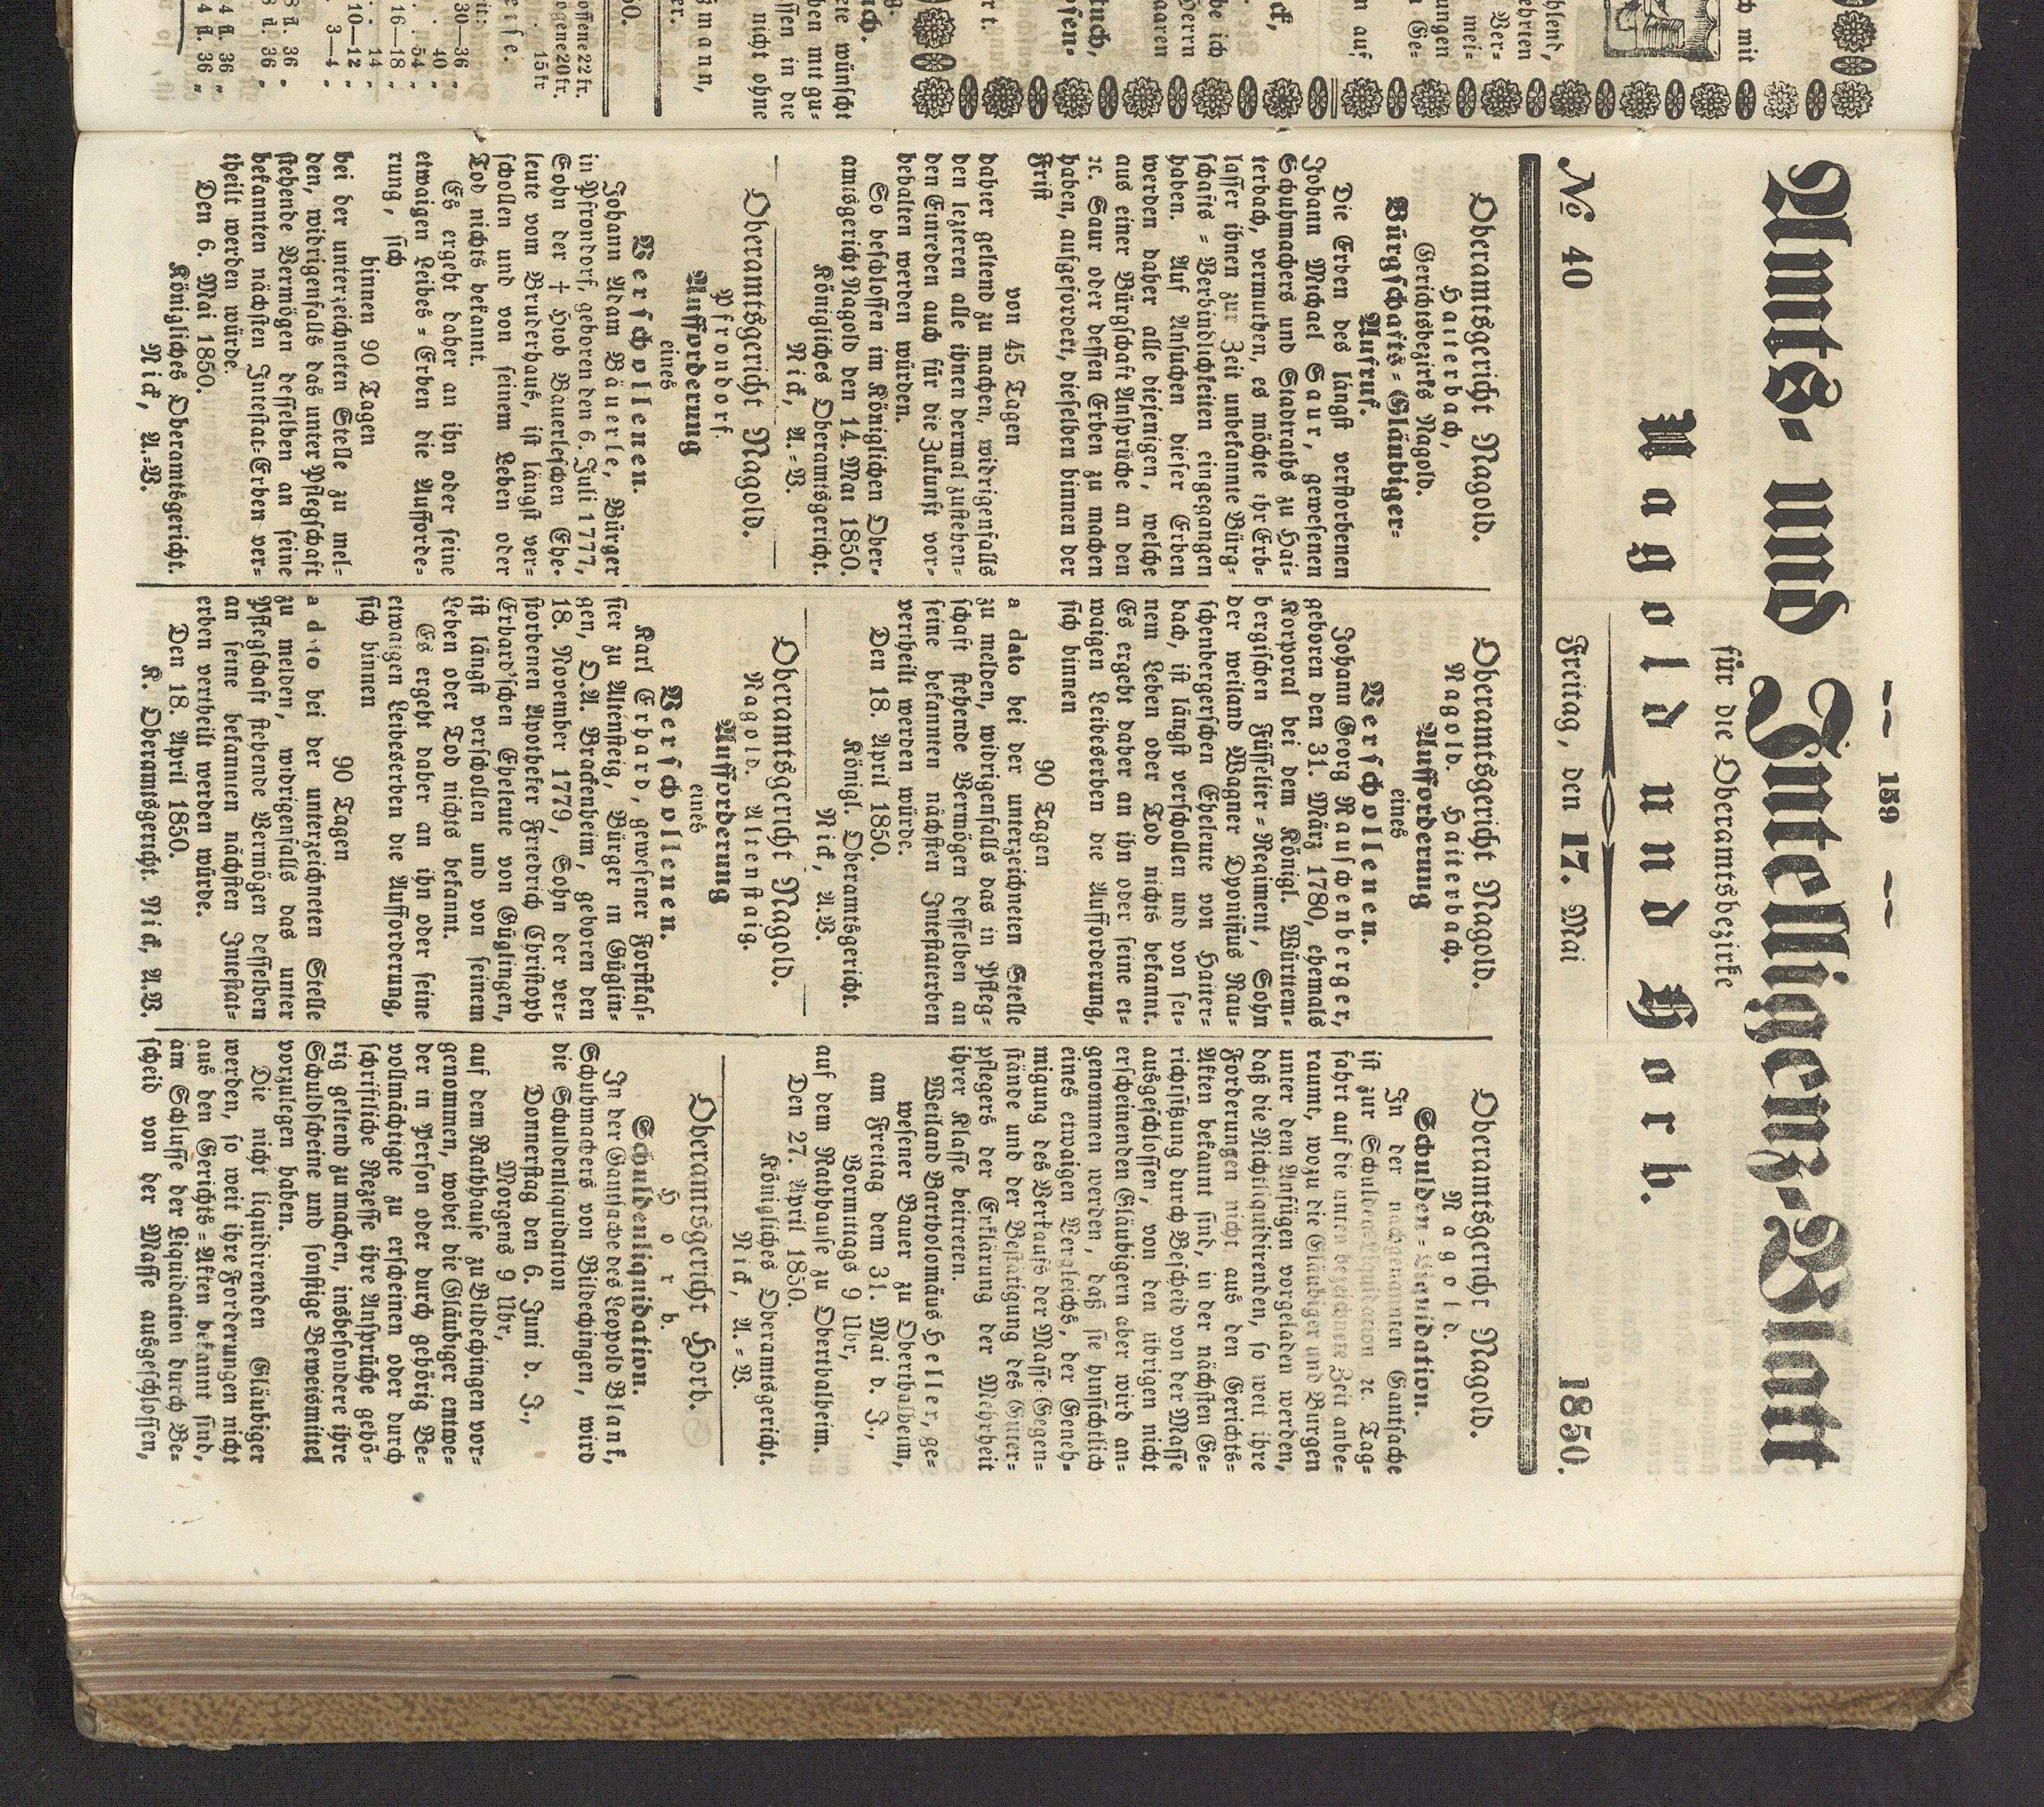 — 159 —
Amts- und Intelligenz-Blatt
für die Oberamtsbezirke
Nagold und Horb.
No 40
Freitag, den 17. Mai
1850.
Oberamtsgericht Nagold.
Haiterbach,
Gerichtsbezirks Nagold.
Bürgschafts-Gläubiger-
Aufruf.
Die Erben des längst verstorbenen
Johann Michael Saur, gewesenen
Schuhmachers und Stadtraths zu Hai-
terbach, vermuthen, es möchte ihr Erb-
lasser ihnen zur Zeit unbekannte Bürg-
schafts-Verbindlichkeiten eingegangen
haben. Auf Ansuchen dieser Erben
werden daher alle diejenigen, welche
aus einer Bürgschaft Ansprüche an den
ꝛc. Saur oder dessen Erben zu machen
haben, aufgefordert, dieselben binnen der
Frist
von 45 Tagen
daher geltend zu machen, widrigenfalls
den lezteren alle ihnen dermal zustehen-
den Einreden auch für die Zukunft vor-
behalten werden würden.
So beschlossen im Königlichen Ober-
amtsgericht Nagold den 14. Mai 1850.
Königliches Oberamtsgericht.
Nick, A.-V.
Oberamtsgericht Nagold.
Pfrondorf.
Aufforderung
eines
Verschollenen.
Johann Adam Bäuerle, Bürger
in Pfrondorf, geboren den 6. Juli 1777,
Sohn der † Hiob Bäuerleschen Ehe-
leute vom Bruderhaus, ist längst ver-
schollen und von seinem Leben oder
Tod nichts bekannt.
Es ergeht daher an ihn oder seine
etwaigen Leibes-Erben die Aufforde-
rung, sich
binnen 90 Tagen
bei der unterzeichneten Stelle zu mel-
den, widrigenfalls das unter Pflegschaft
stehende Vermögen desselben an seine
bekannten nächsten Intestat-Erben ver-
theilt werden würde.
Den 6. Mai 1850.
Königliches Oberamtsgericht.
Nick, A.-V.
Oberamtsgericht Nagold.
Nagold. Haiterbach.
Aufforderung
eines
Verschollenen.
Johann Georg Rauschenberger,
geboren den 31. März 1780, ehemals
Korporal bei dem Königl. Württem-
bergischen Füsselier-Regiment, Sohn
der weiland Wagner Dyonisius Rau-
schenbergerschen Eheleute von Haiter-
bach, ist längst verschollen und von sei-
nem Leben oder Tod nichts bekannt.
Es ergeht daher an ihn oder seine et-
waigen Leibeserben die Aufforderung,
sich binnen
90 Tagen
a dato bei der unterzeichneten Stelle
zu melden, widrigenfalls das in Pfleg-
schaft stehende Vermögen desselben an
seine bekannten nächsten Intestaterben
vertheilt werden würde.
Den 18. April 1850.
Königl. Oberamtsgericht.
Nick, A.V.
Oberamtsgericht Nagold.
Nagold. Altenstaig.
Aufforderung
eines
Verschollenen.
Karl Erhard, gewesener Forstkas-
sier zu Altenstig, Bürger in Güglin-
gen, O.A. Brackenheim, geboren den
18. November 1779, Sohn der ver-
storbenen Apotheker Friedrich Christoph
Erhard'schen Eheleute von Güglingen,
ist längst verschollen und von seinem
Leben oder Tod nichts bekannt.
Es ergeht daher an ihn oder seine
etwaigen Leibeserben die Aufforderung,
sich binnen
90 Tagen
a dato bei der unterzeichneten Stelle
zu melden, widrigenfalls das unter
Pflegschaft stehende Vermögen desselben
an seine bekannten nächsten Intestat-
erben vertheilt werden würde.
Den 18. April 1850.
K. Oberamtsgericht. Nick, A.V.
Oberamtsgericht Nagold.
Nagold.
Schulden-Liquidation.
In der nachgenannten Gantsache
ist zur Schulden-Liquidation ꝛc. Tag-
fahrt auf die unten bezeichnete Zeit anbe-
raumt, wozu die Gläubiger und Bürgen
unter dem Anfügen vorgeladen werden,
daß die Nichtliquidirenden, so weit ihre
Forderungen nicht aus den Gerichts-
Akten bekannt sind, in der nächsten Ge-
richtssitzung durch Bescheid von der Masse
ausgeschlossen, von den übrigen nicht
erscheinenden Gläubigern aber wird an-
genommen werden, daß sie hinsichtlich
eines etwaigen Vergleichs, der Geneh-
migung des Verkaufs der Masse-Gegen-
stände und der Bestätigung des Güter-
pflegers der Erklärung der Mehrheit
ihrer Klasse beitreten.
Weiland Bartholomäus Heller, ge-
wesener Bauer zu Oberthalheim,
am Freitag dem 31. Mai d. J.,
Vormittags 9 Uhr,
auf dem Rathhause zu Oberthalheim.
Den 27. April 1850.
Königliches Oberamtsgericht.
Nick, A.-V.
Oberamtsgericht Horb.
Horb.
Schuldenliquidation.
In der Gantsache des Leopold Blank,
Schuhmachers von Bildechingen, wird
die Schuldenliquidation
Donnerstag den 6. Juni d. J.,
Morgens 9 Uhr,
auf dem Rathhause zu Bildechingen vor-
genommen, wobei die Gläubiger entwe-
der in Person oder durch gehörig Be-
vollmächtigte zu erscheinen oder durch
schriftliche Rezesse ihre Ansprüche gehö-
rig geltend zu machen, insbesondere ihre
Schuldscheine und sonstige Beweismittel
vorzulegen haben.
Die nicht liquidirenden Gläubiger
werden, so weit ihre Forderungen nicht
aus den Gerichts-Akten bekannt sind,
am Schlusse der Liquidation durch Be-
scheid von der Masse ausgeschlossen,